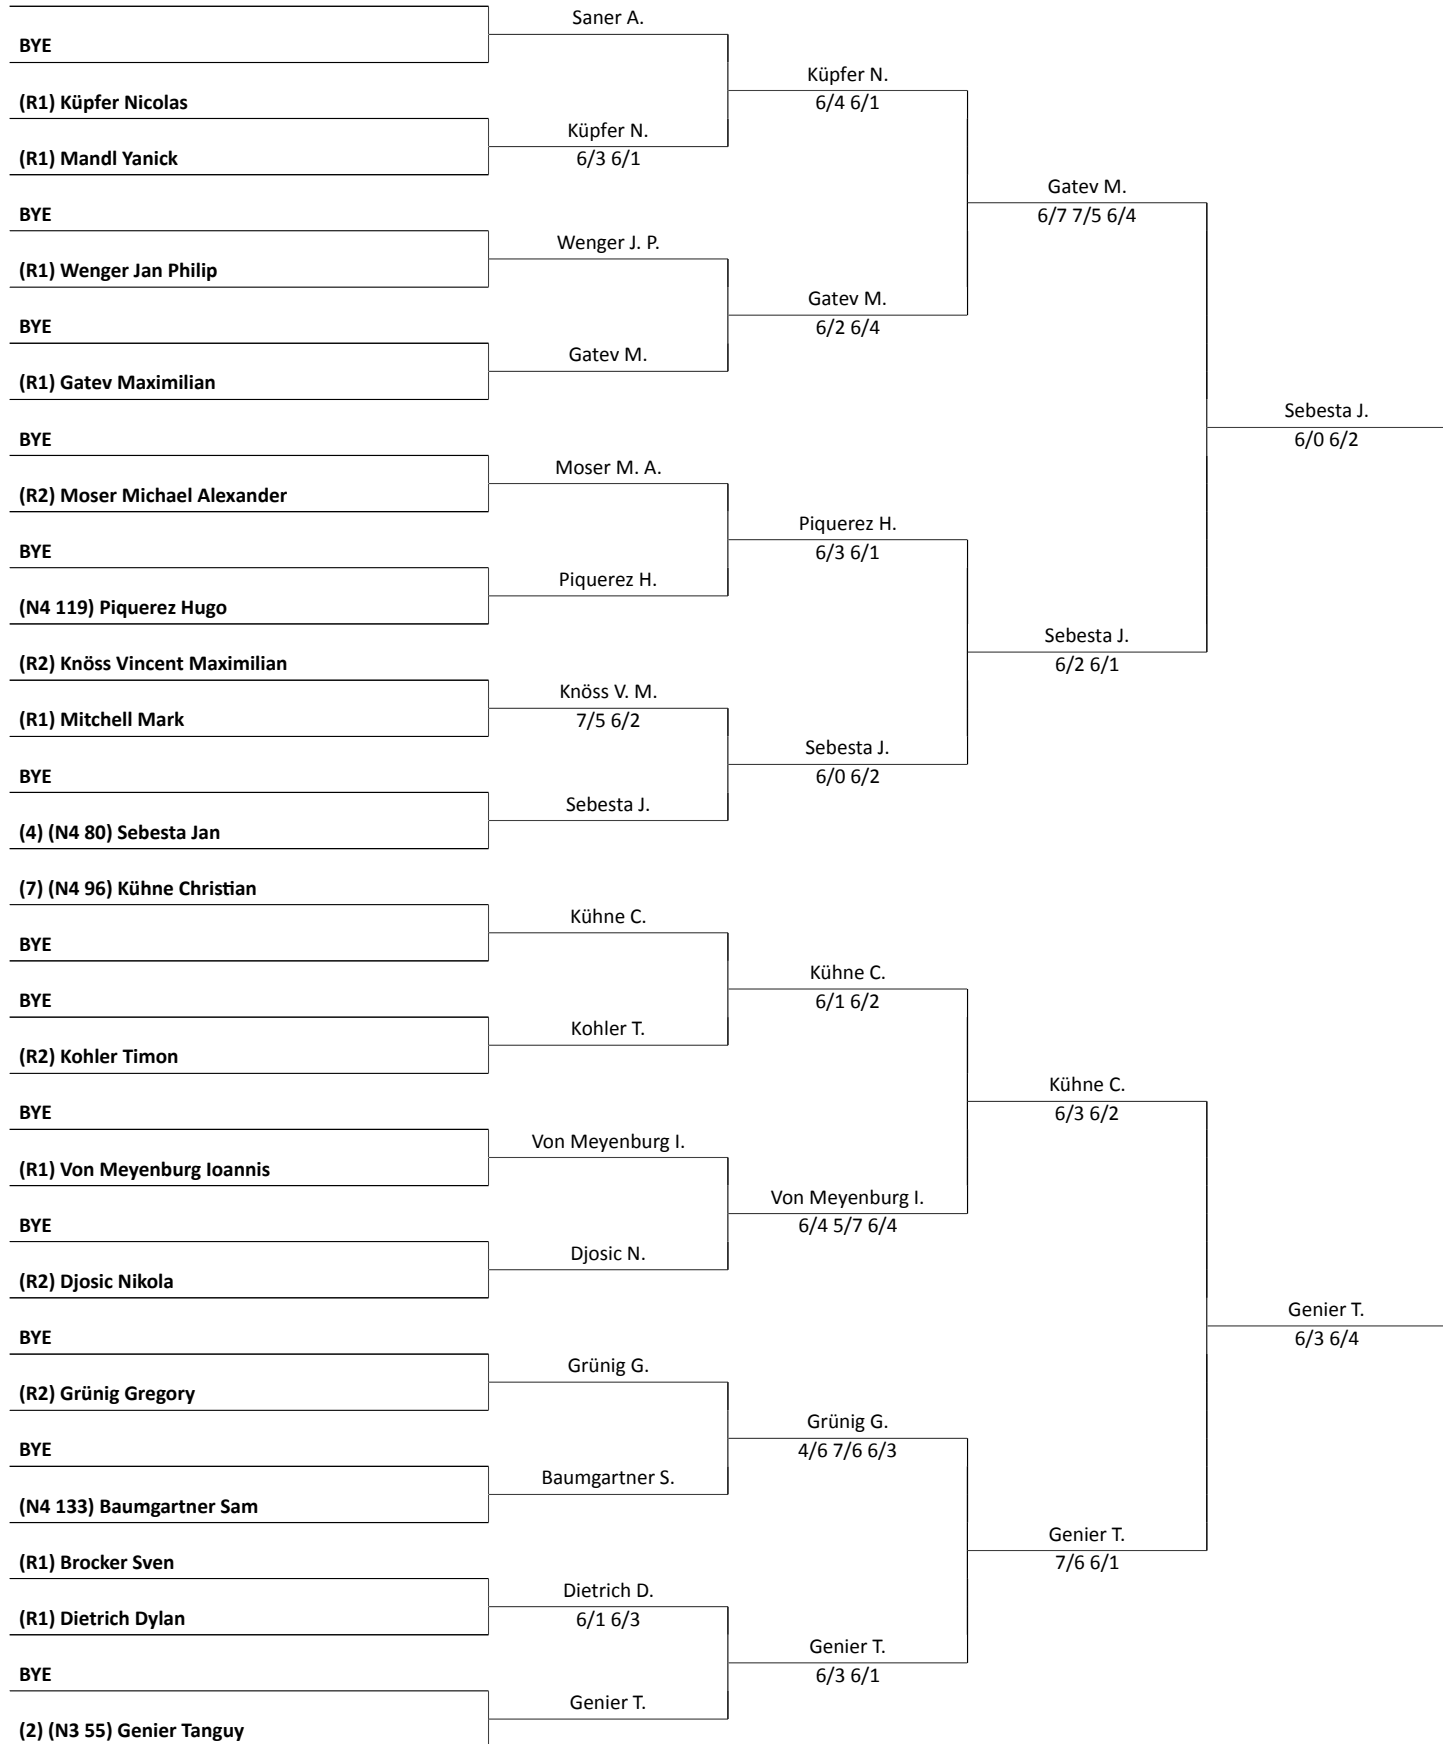 Saner A.
BYE
Küpfer N.
(R1) Küpfer Nicolas
6/4 6/1
Küpfer N.
(R1) Mandl Yanick
6/3 6/1
Gatev M.
BYE
6/7 7/5 6/4
Wenger J. P.
(R1) Wenger Jan Philip
Gatev M.
BYE
6/2 6/4
Gatev M.
(R1) Gatev Maximilian
Sebesta J.
BYE
6/0 6/2
Moser M. A.
(R2) Moser Michael Alexander
Piquerez H.
BYE
6/3 6/1
Piquerez H.
(N4 119) Piquerez Hugo
Sebesta J.
(R2) Knöss Vincent Maximilian
6/2 6/1
Knöss V. M.
(R1) Mitchell Mark
7/5 6/2
Sebesta J.
BYE
6/0 6/2
Sebesta J.
(4) (N4 80) Sebesta Jan
(7) (N4 96) Kühne Christian
Kühne C.
BYE
Kühne C.
BYE
6/1 6/2
Kohler T.
(R2) Kohler Timon
Kühne C.
BYE
6/3 6/2
Von Meyenburg I.
(R1) Von Meyenburg Ioannis
Von Meyenburg I.
BYE
6/4 5/7 6/4
Djosic N.
(R2) Djosic Nikola
Genier T.
BYE
6/3 6/4
Grünig G.
(R2) Grünig Gregory
Grünig G.
BYE
4/6 7/6 6/3
Baumgartner S.
(N4 133) Baumgartner Sam
Genier T.
(R1) Brocker Sven
7/6 6/1
Dietrich D.
(R1) Dietrich Dylan
6/1 6/3
Genier T.
BYE
6/3 6/1
Genier T.
(2) (N3 55) Genier Tanguy